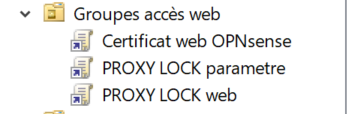 Groupes accès web
Certificat web OPNsense
PROXY LOCK parametre
PROXY LOCK web